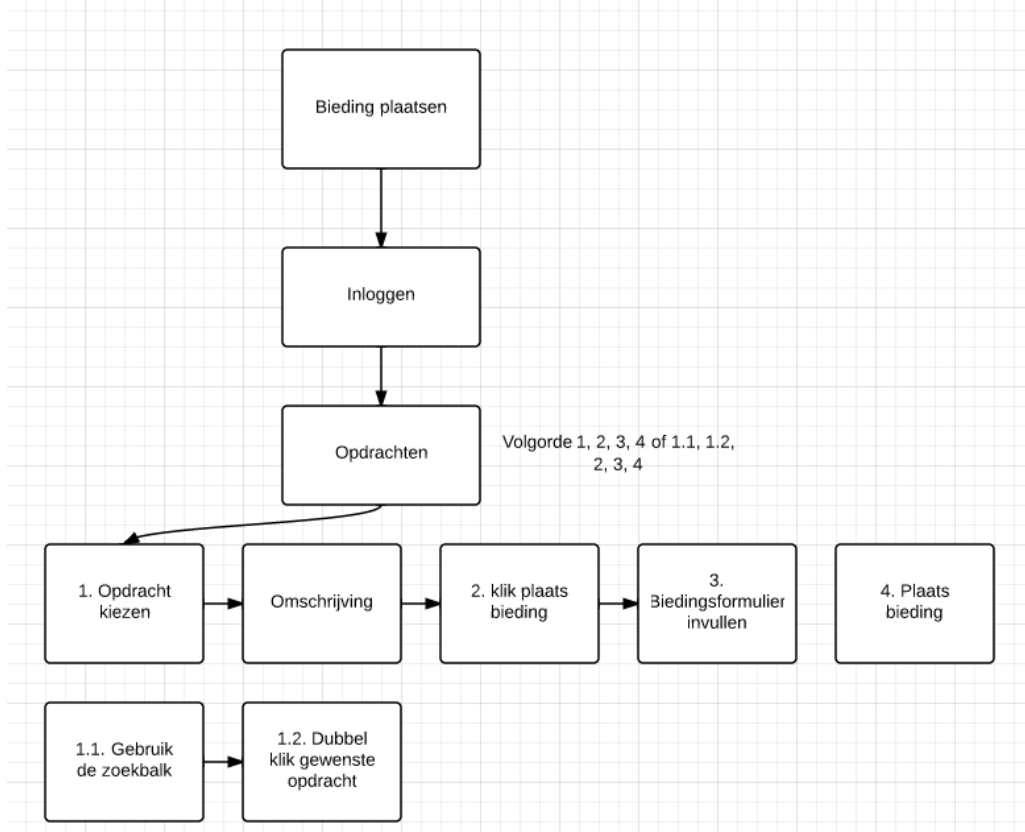 Bieding plaatsen
Inloggen
Opdrachten
Volgorde 1, 2, 3, 4 of 1.1, 1.2,
2, 3, 4
1. Opdracht
kiezen
Omschrijving
2. klik plaats
bieding
3.
Biedingsformulier
invullen
4. Plaats
bieding
1.1. Gebruik
de zoekbalk
1.2. Dubbel
klik gewenste
opdracht